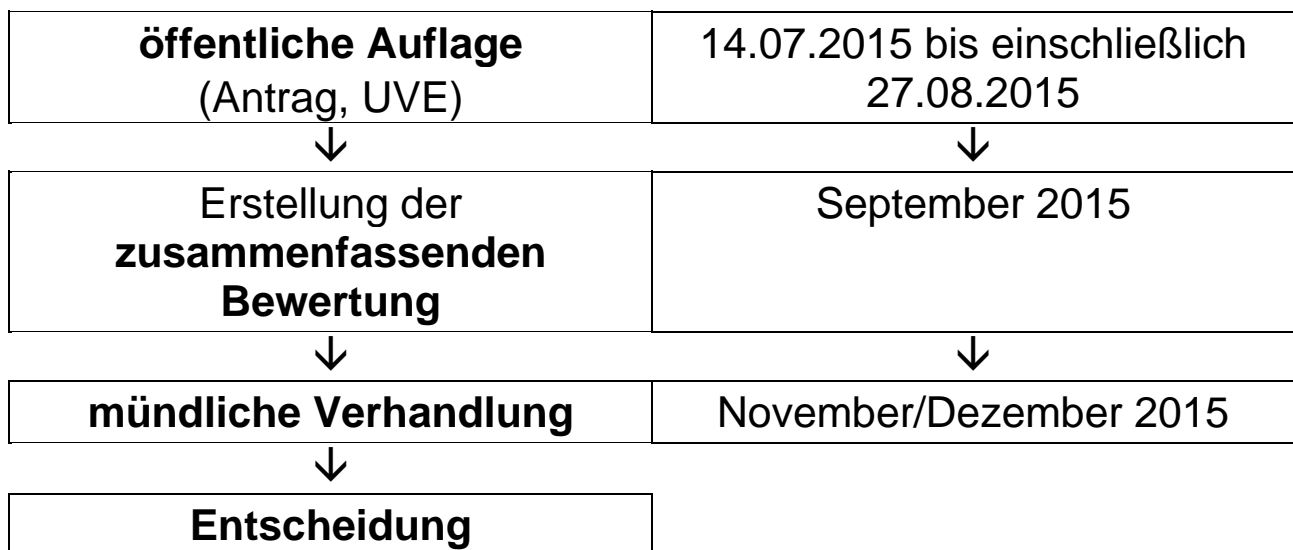 öffentliche Auflage
(Antrag, UVE)
14.07.2015 bis einschließlich
27.08.2015
↓
↓
Erstellung der
zusammenfassenden
Bewertung
September 2015
↓
↓
mündliche Verhandlung
November/Dezember 2015
↓
Entscheidung